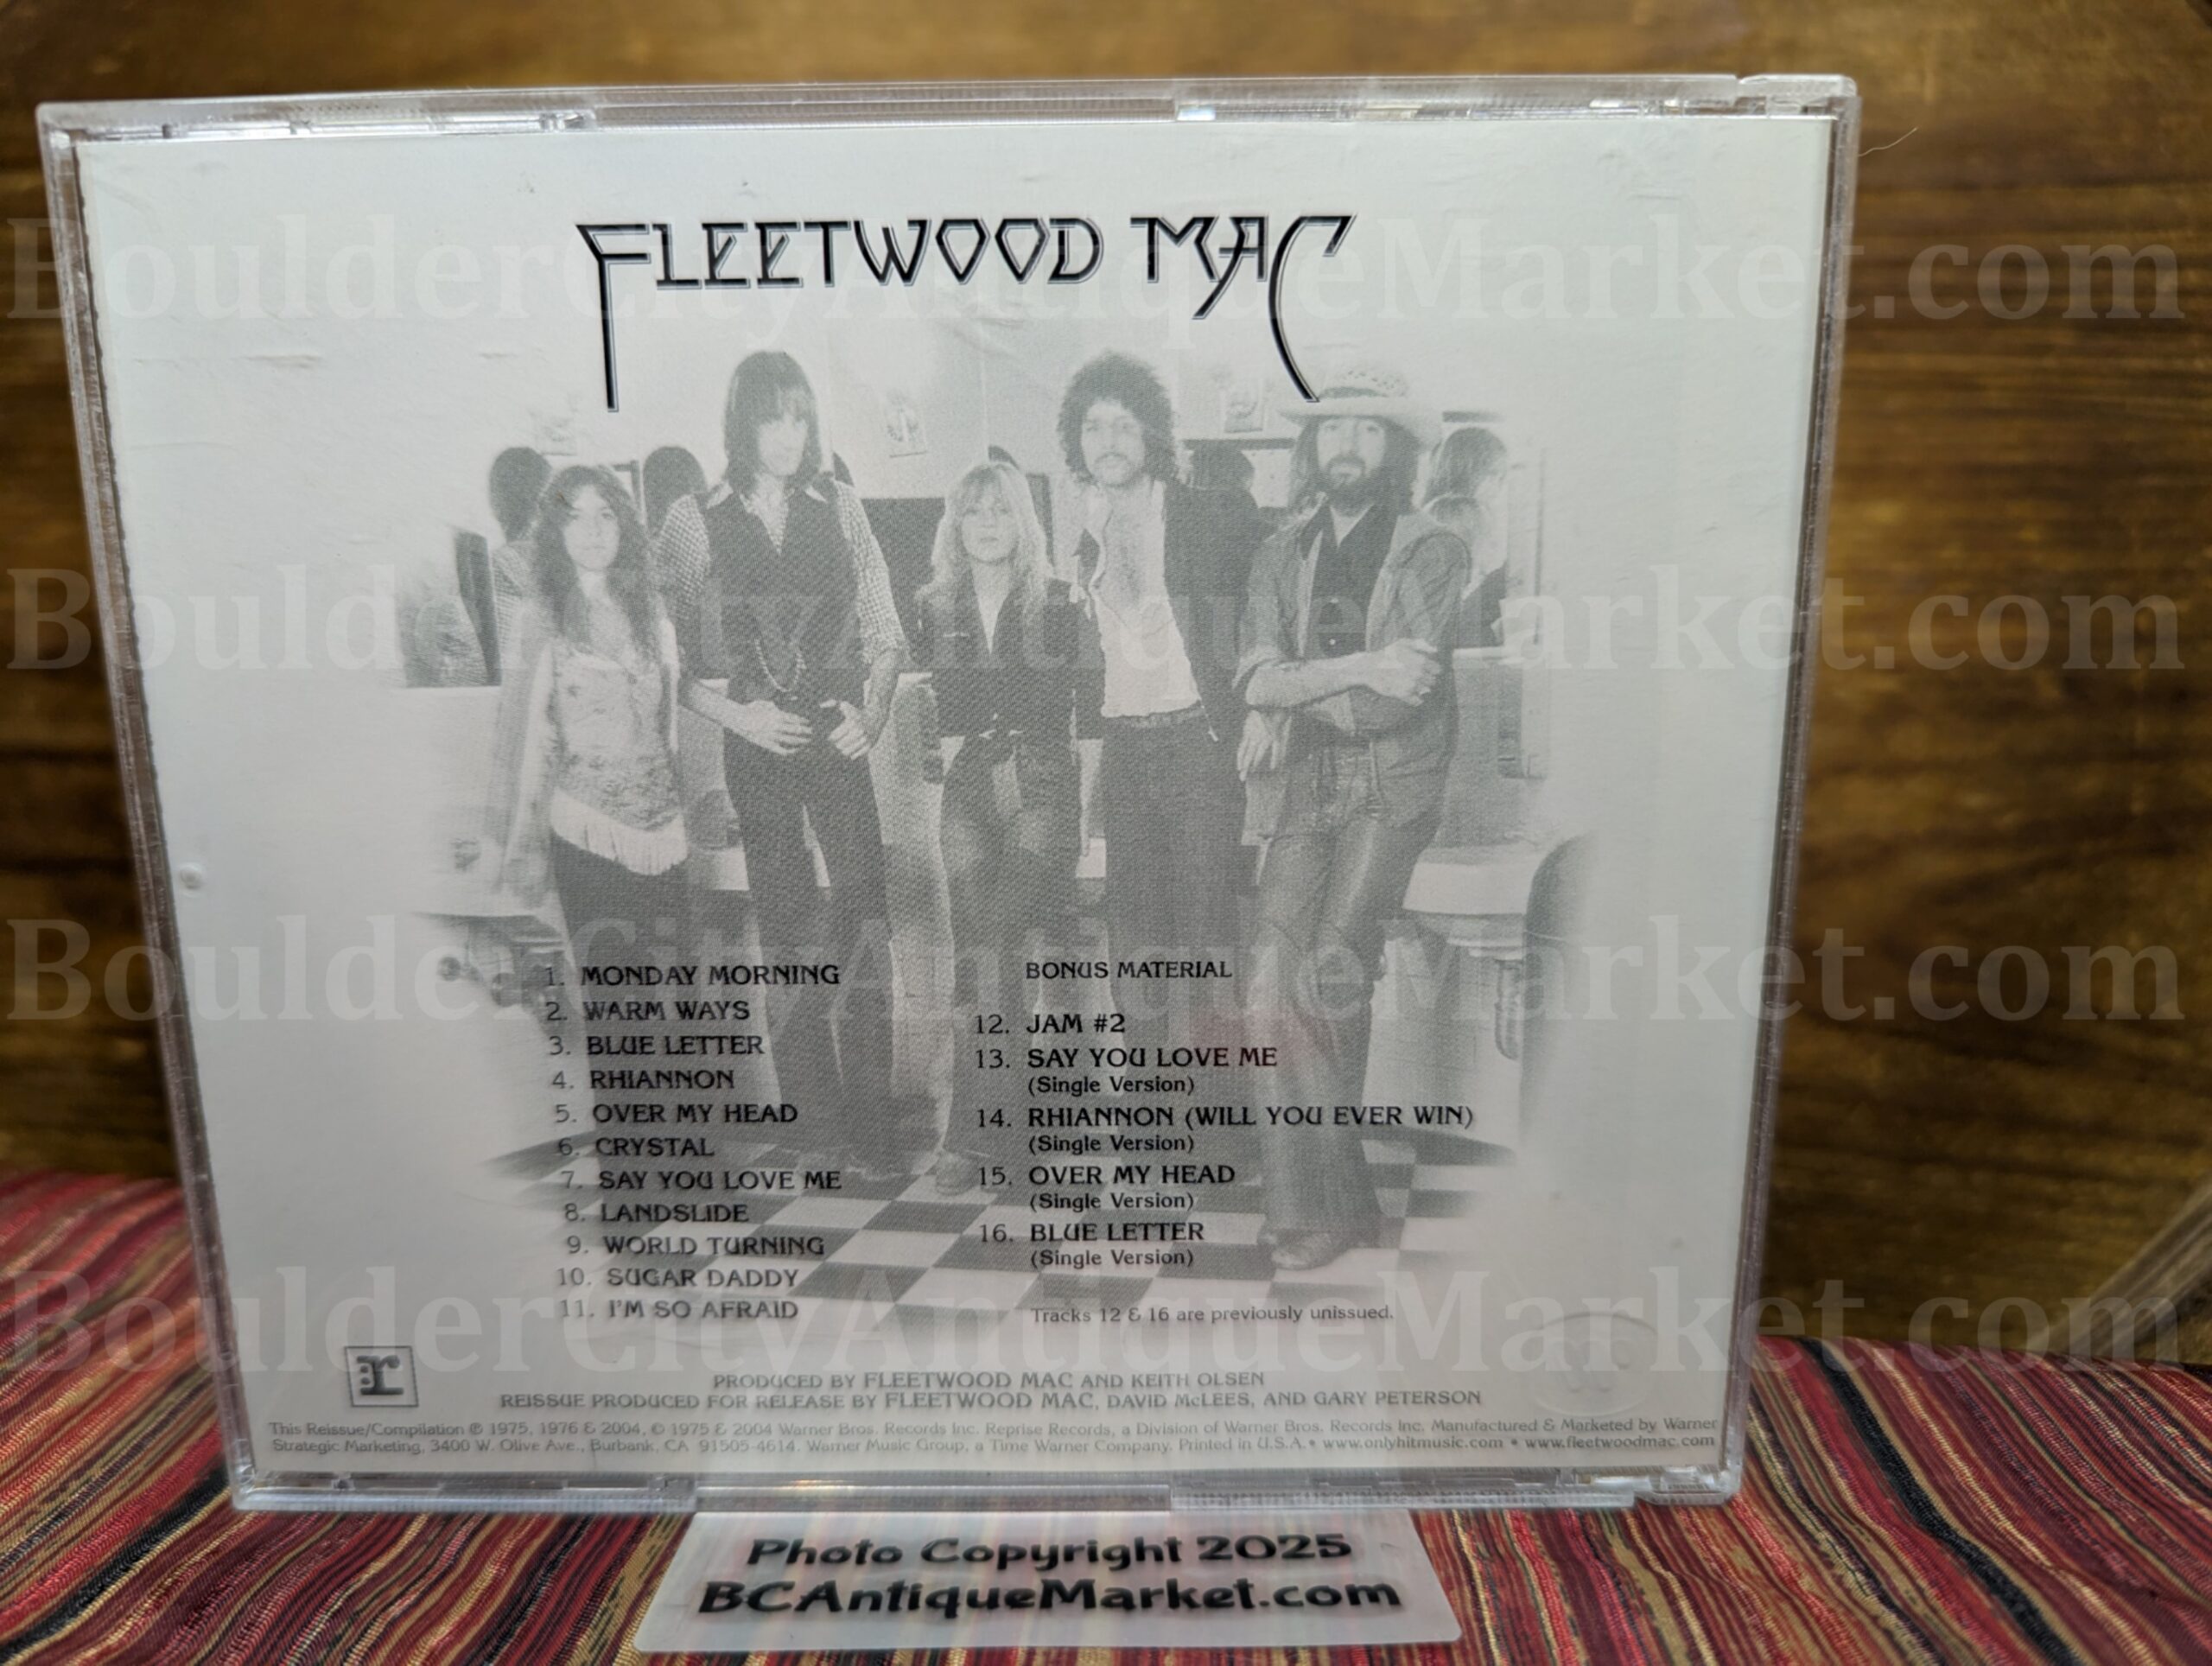 FLEETWOOD MAC
BoulderCityAntiqueMarket.com
BoulderCityAntiqueMarket.com
BoulderCityAntiqueMarket.com
1. MONDAY MORNING
2. WARM WAYS
3. BLUE LETTER
4. RHIANNON
5. OVER MY HEAD
6. CRYSTAL
7. SAY YOU LOVE ME
8. LANDSLIDE
9. WORLD TURNING
10. SUGAR DADDY
11. I'M SO AFRAID
BONUS MATERIAL
12. JAM #2
13. SAY YOU LOVE ME
(Single Version)
14. RHIANNON (WILL YOU EVER WIN)
(Single Version)
15. OVER MY HEAD
(Single Version)
16. BLUE LETTER
(Single Version)
Tracks 12 & 16 are previously unissued.
BoulderCityAntiqueMarket.com
r
PRODUCED BY FLEETWOOD MAC AND KEITH OLSEN
REISSUE PRODUCED FOR RELEASE BY FLEETWOOD MAC, DAVID McLEES, AND GARY PETERSON
This Reissue/Compilation ℗ 1975, 1976 & 2004, © 1975 & 2004 Warner Bros. Records Inc. Reprise Records, a Division of Warner Bros. Records Inc. Manufactured & Marketed by Warner
Strategic Marketing, 3400 W. Olive Ave., Burbank, CA 91505-4614. Warner Music Group, a Time Warner Company. Printed in U.S.A. • www.onlyhitmusic.com • www.fleetwoodmac.com
Photo Copyright 2025
BCAntiqueMarket.com